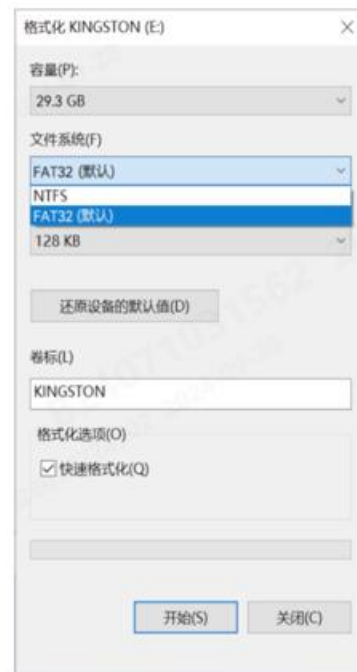 格式化 KINGSTON (E:)
容量(P):
29.3 GB
文件系统(F)
FAT32 (默认)
NTFS
FAT32 (默认)
128 KB
还原设备的默认值(D)
卷标(L)
KINGSTON
格式化选项(O)
快速格式化(Q)
开始(S)
关闭(C)